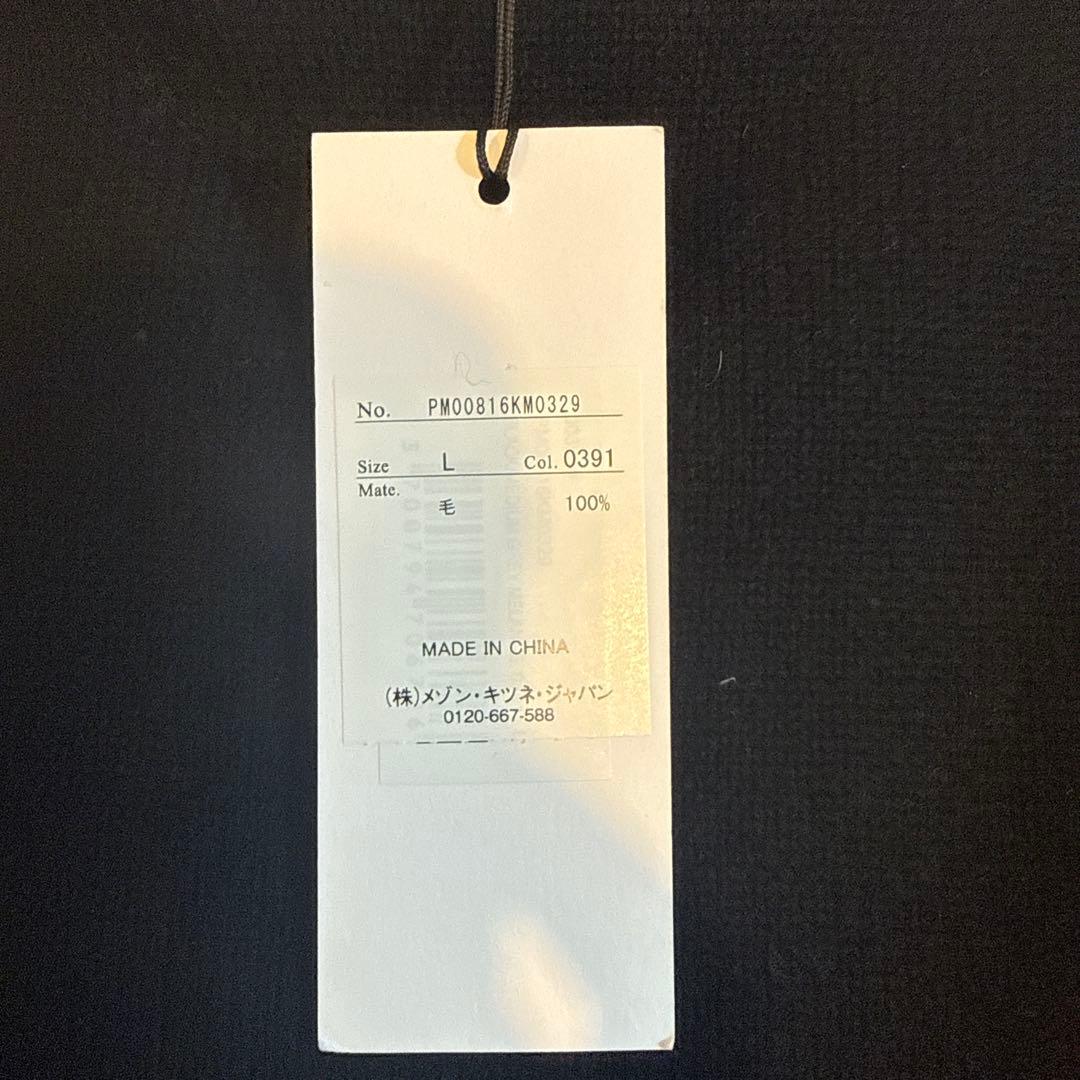 No. PM00816KM0329
Size L Col. 0391
Mate.
毛 100%
MADE IN CHINA
(株)メゾン・キツネ・ジャパン
0120-667-588